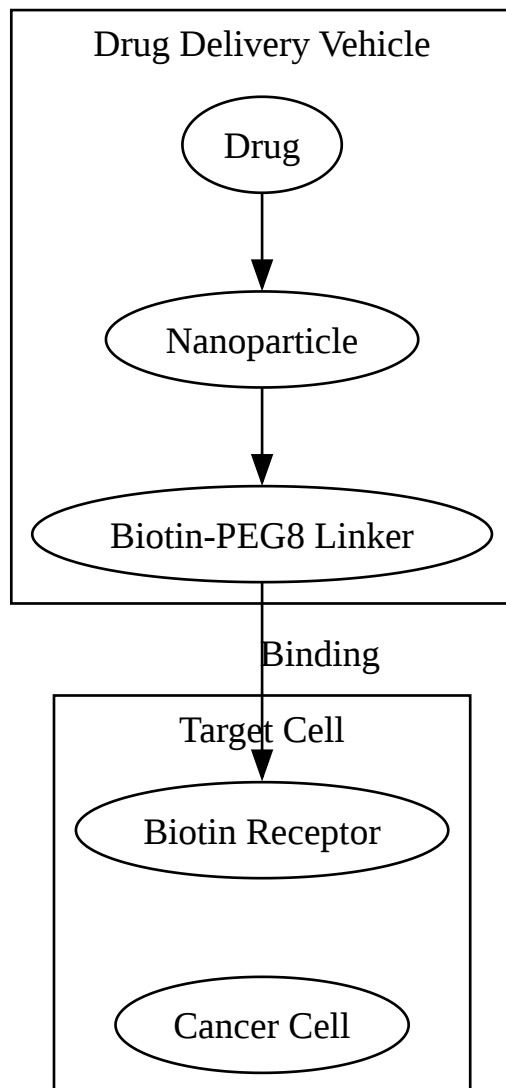 Drug Delivery Vehicle
Drug
Nanoparticle
Biotin-PEG8 Linker
Binding
Target Cell
Biotin Receptor
Cancer Cell